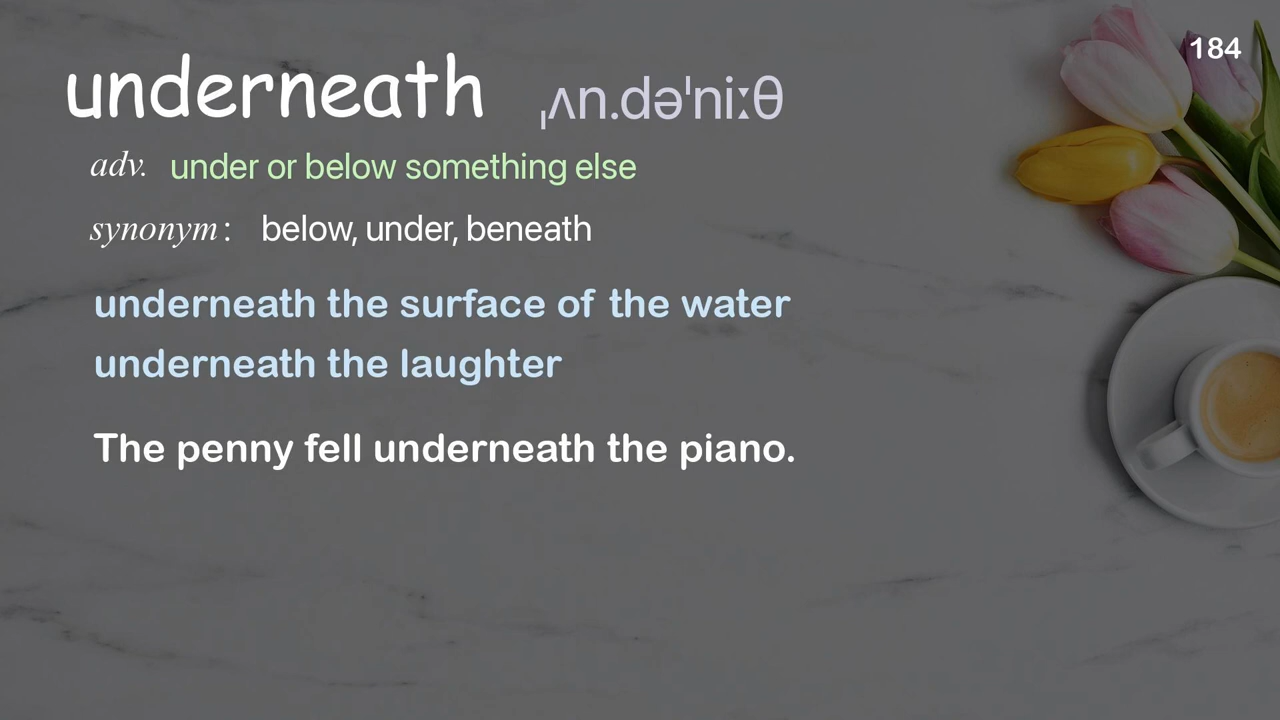 184
underneath ˌʌn.dəˈniːθ
adv. under or below something else
synonym: below, under, beneath
underneath the surface of the water
underneath the laughter
The penny fell underneath the piano.